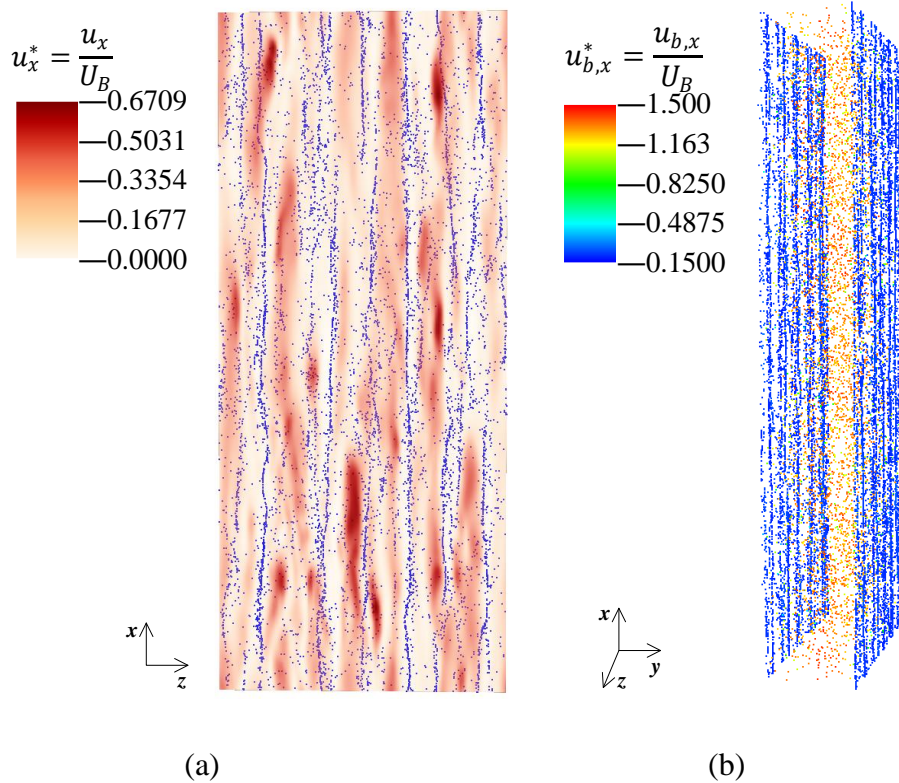 u*x = ux/UB
0.6709
0.5031
0.3354
0.1677
0.0000
x
z
(a)
u*b,x = ub,x/UB
1.500
1.163
0.8250
0.4875
0.1500
x
y
z
(b)